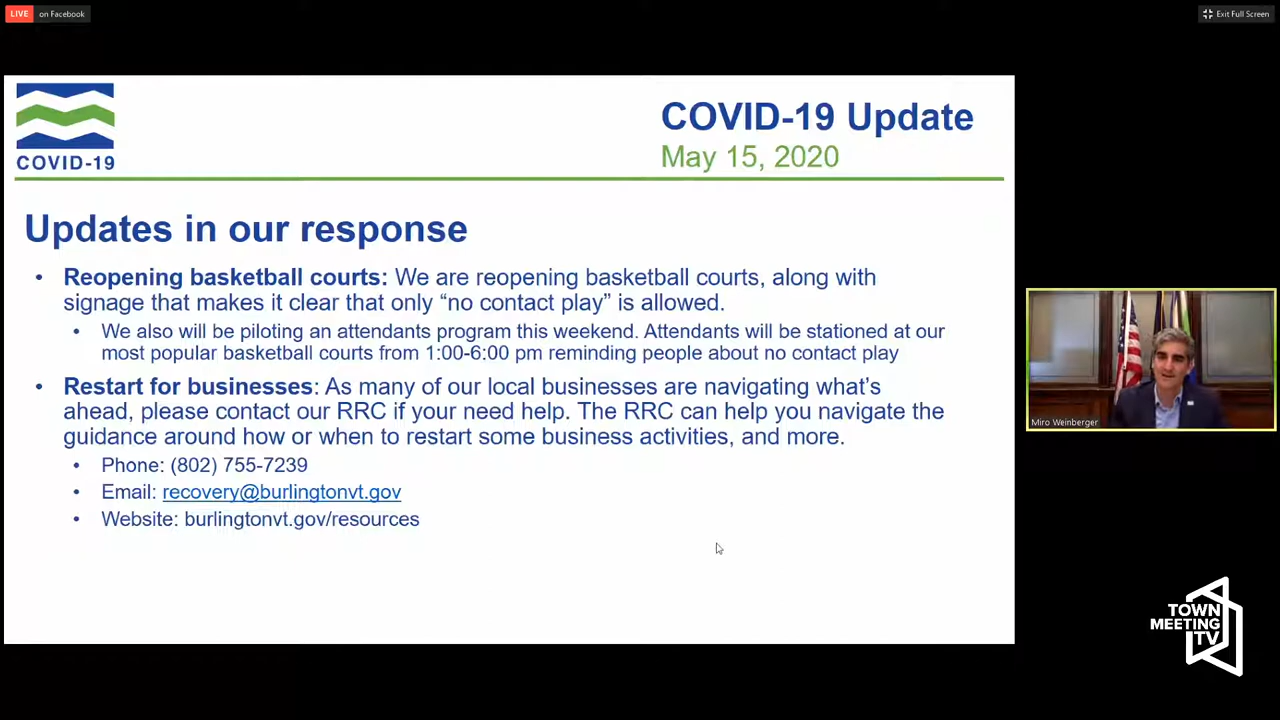 LIVE on Facebook
Exit Full Screen
COVID-19
COVID-19 Update
May 15, 2020
Updates in our response
• Reopening basketball courts: We are reopening basketball courts, along with
signage that makes it clear that only “no contact play” is allowed.
• We also will be piloting an attendants program this weekend. Attendants will be stationed at our
most popular basketball courts from 1:00-6:00 pm reminding people about no contact play
• Restart for businesses: As many of our local businesses are navigating what’s
ahead, please contact our RRC if your need help. The RRC can help you navigate the
guidance around how or when to restart some business activities, and more.
• Phone: (802) 755-7239
• Email: recovery@burlingtonvt.gov
• Website: burlingtonvt.gov/resources
Miro Weinberger
TOWN
MEETING
TV